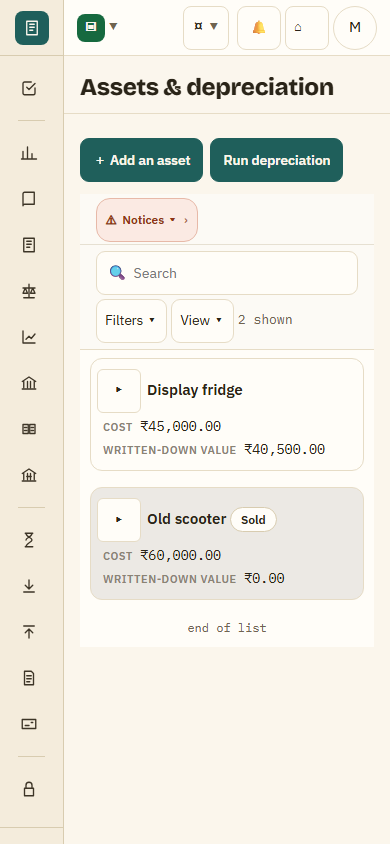 M
Assets & depreciation
+ Add an asset
Run depreciation
⚠ Notices ▾ ›
Search
Filters ▾
View ▾
2 shown
Display fridge
COST ₹45,000.00
WRITTEN-DOWN VALUE ₹40,500.00
Old scooter Sold
COST ₹60,000.00
WRITTEN-DOWN VALUE ₹0.00
end of list